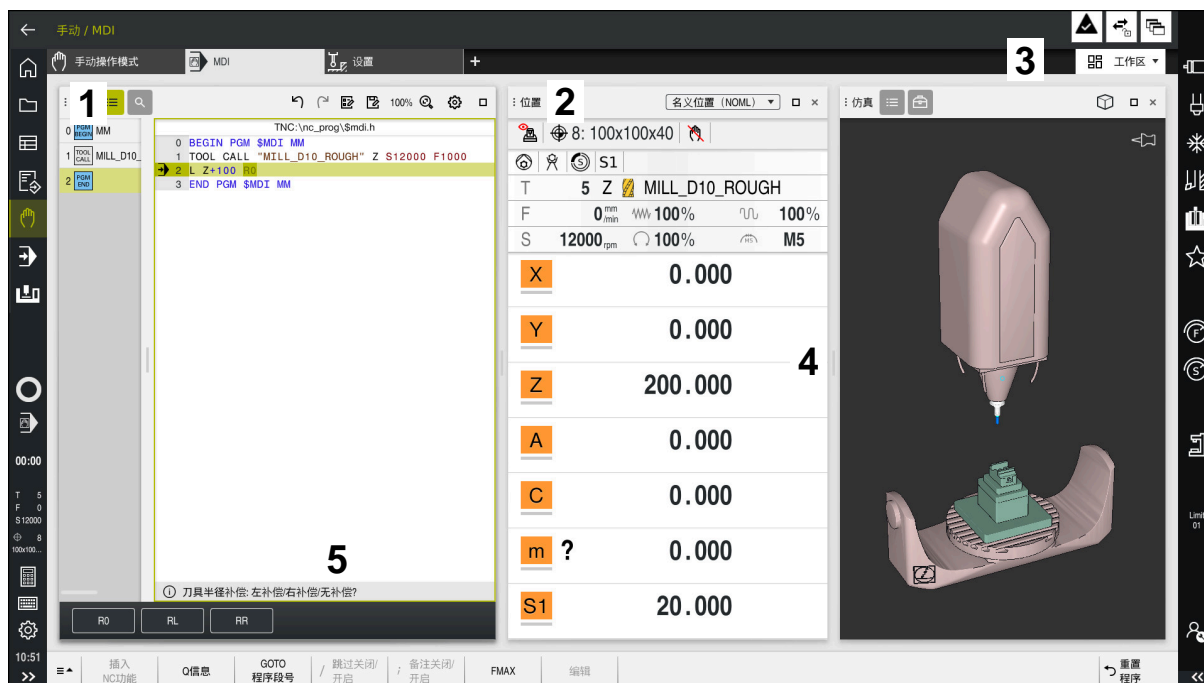 手动 / MDI
手动操作模式
MDI
设置
+
3
工作区
1
100%
0 PGM BEGIN MM
1 TOOL CALL MILL_D10_
2 PGM END
TNC:\nc_prog\$mdi.h
0 BEGIN PGM $MDI MM
1 TOOL CALL "MILL_D10_ROUGH" Z S12000 F1000
2 L Z+100 R0
3 END PGM $MDI MM
5
刀具半径补偿: 左补偿/右补偿/无补偿?
R0 RL RR
位置
2
名义位置 (NOML)
8: 100x100x40
S1
T 5 Z MILL_D10_ROUGH
F 0 mm/min 100% 100%
S 12000 rpm 100% M5
X 0.000
Y 0.000
4
Z 200.000
A 0.000
C 0.000
m ? 0.000
S1 20.000
仿真
00:00
T 5
F 0
S12000
8
100x100...
10:51
F
S
Limit
01
插入
NC功能
Q信息
GOTO
程序段号
/ 跳过关闭/
开启
; 备注关闭/
开启
FMAX
编辑
重置
程序